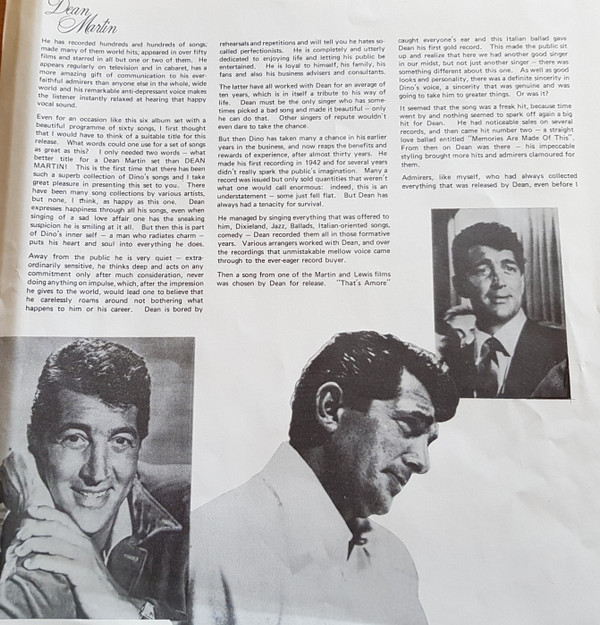 Dean
Martin
He has recorded hundreds and hundreds of songs;
made many of them world hits; appeared in over fifty
films and starred in all but one or two of them. He
appears regularly on television and in cabaret, has a
more amazing gift of communication to his ever-
faithful admirers than anyone else in the whole, wide
world and his remarkable anti-depressant voice makes
the listener instantly relaxed at hearing that happy
vocal sound.
Even for an occasion like this six album set with a
beautiful programme of sixty songs, I first thought
that I would have to think of a suitable title for this
release. What words could one use for a set of songs
as great as this? I only needed two words — what
better title for a Dean Martin set than DEAN
MARTIN! This is the first time that there has been
such a superb collection of Dino's songs and I take
great pleasure in presenting this set to you. There
have been many song collections by various artists,
but none, I think, as happy as this one. Dean
expresses happiness through all his songs, even when
singing of a sad love affair one has the sneaking
suspicion he is smiling at it all. But then this is part
of Dino's inner self — a man who radiates charm —
puts his heart and soul into everything he does.
Away from the public he is very quiet — extra-
ordinarily sensitive, he thinks deep and acts on any
commitment only after much consideration, never
doing anything on impulse, which, after the impression
he gives to the world, would lead one to believe that
he carelessly roams around not bothering what
happens to him or his career. Dean is bored by
rehearsals and repetitions and will tell you he hates so-
called perfectionists. He is completely and utterly
dedicated to enjoying life and letting his public be
entertained. He is loyal to himself, his family, his
fans and also his business advisers and consultants.
The latter have all worked with Dean for an average of
ten years, which is in itself a tribute to his way of
life. Dean must be the only singer who has some-
times picked a bad song and made it beautiful — only
he can do that. Other singers of repute wouldn't
even dare to take the chance.
But then Dino has taken many a chance in his earlier
years in the business, and now reaps the benefits and
rewards of experience, after almost thirty years. He
made his first recording in 1942 and for several years
didn't really spark the public's imagination. Many a
record was issued but only sold quantities that weren't
what one would call enormous: indeed, this is an
understatement — some just fell flat. But Dean has
always had a tenacity for survival.
He managed by singing everything that was offered to
him, Dixieland, Jazz, Ballads, Italian-oriented songs,
comedy — Dean recorded them all in those formative
years. Various arrangers worked with Dean, and over
the recordings that unmistakable mellow voice came
through to the ever-eager record buyer.
Then a song from one of the Martin and Lewis films
was chosen by Dean for release. "That's Amore"
caught everyone's ear and this Italian ballad gave
Dean his first gold record. This made the public sit
up and realize that here we had another good singer
in our midst, but not just another singer — there was
something different about this one. As well as good
looks and personality, there was a definite sincerity in
Dino's voice, a sincerity that was genuine and was
going to take him to greater things. Or was it?
It seemed that the song was a freak hit, because time
went by and nothing seemed to spark off again a big
hit for Dean. He had noticeable sales on several
records, and then came hit number two — a straight
love ballad entitled "Memories Are Made Of This".
From then on Dean was there — his impeccable
styling brought more hits and admirers clamoured for
them.
Admirers, like myself, who had always collected
everything that was released by Dean, even before t